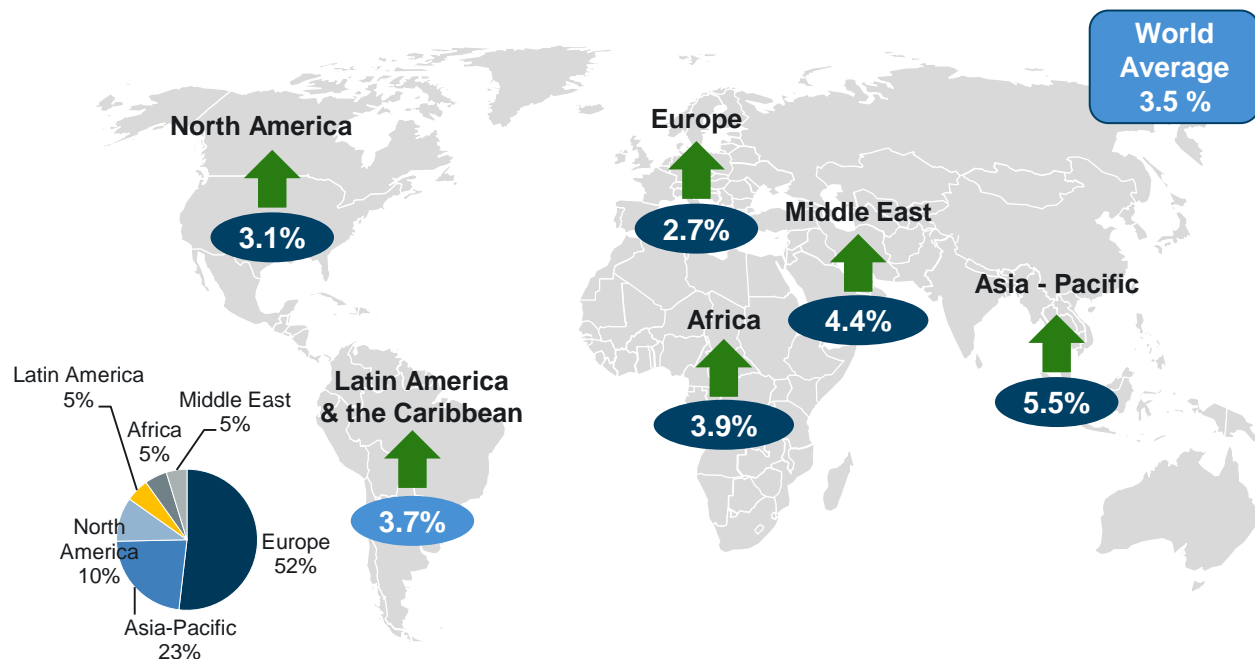 World
Average
3.5 %
North America
3.1%
Europe
2.7%
Middle East
4.4%
Asia - Pacific
5.5%
Africa
3.9%
Latin America
& the Caribbean
3.7%
Latin America
5%
Middle East
5%
Africa
5%
North
America
10%
Europe
52%
Asia-Pacific
23%